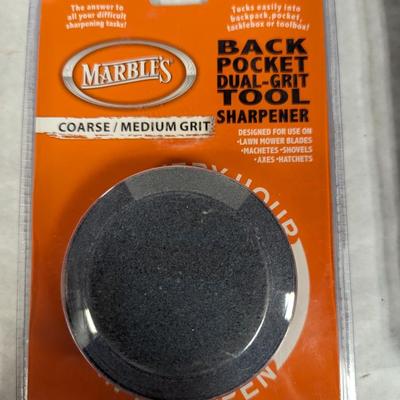 The answer to
all your difficult
sharpening tasks!
Tucks easily into
backpack, pocket,
tacklebox or toolbox!
MARBLE'S
COARSE / MEDIUM GRIT
BACK
POCKET
DUAL-GRIT
TOOL
SHARPENER
DESIGNED FOR USE ON
•LAWN MOWER BLADES
•MACHETES •SHOVELS
•AXES •HATCHETS
HOUR